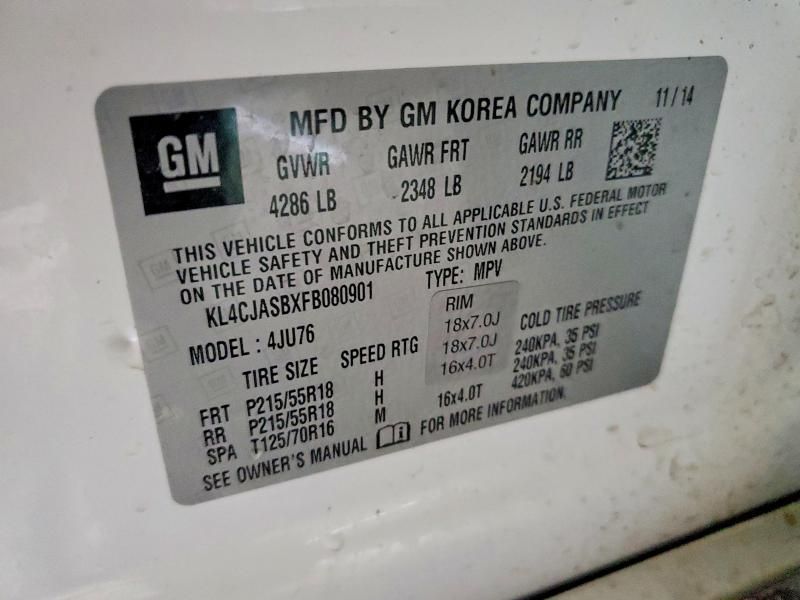 GM
MFD BY GM KOREA COMPANY 11/14
GVWR GAWR FRT GAWR RR
4286 LB 2348 LB 2194 LB
THIS VEHICLE CONFORMS TO ALL APPLICABLE U.S. FEDERAL MOTOR
VEHICLE SAFETY AND THEFT PREVENTION STANDARDS IN EFFECT
ON THE DATE OF MANUFACTURE SHOWN ABOVE.
KL4CJASBXFB080901 TYPE: MPV
MODEL : 4JU76
TIRE SIZE SPEED RTG RIM COLD TIRE PRESSURE
FRT P215/55R18 H 18x7.0J 240KPA, 35 PSI
RR P215/55R18 H 18x7.0J 240KPA, 35 PSI
SPA T125/70R16 M 16x4.0T 420KPA, 60 PSI
16x4.0T
SEE OWNER'S MANUAL FOR MORE INFORMATION.